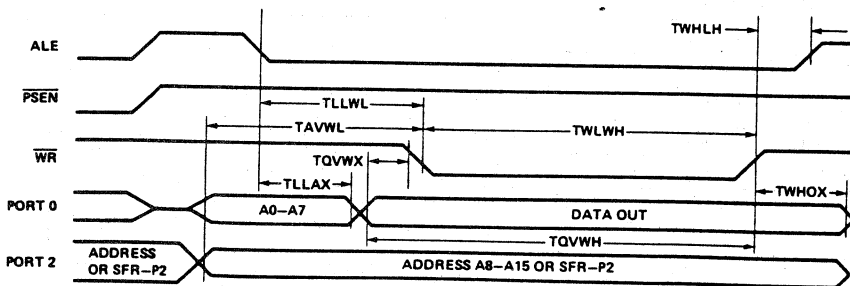 TWHLH
ALE
PSEN
TLLWL
TAVWL
TWLWH
WR
TQVWX
TLLAX
TWHQX
PORT 0
A0–A7
DATA OUT
TQVWH
PORT 2
ADDRESS
OR SFR–P2
ADDRESS A8–A15 OR SFR–P2